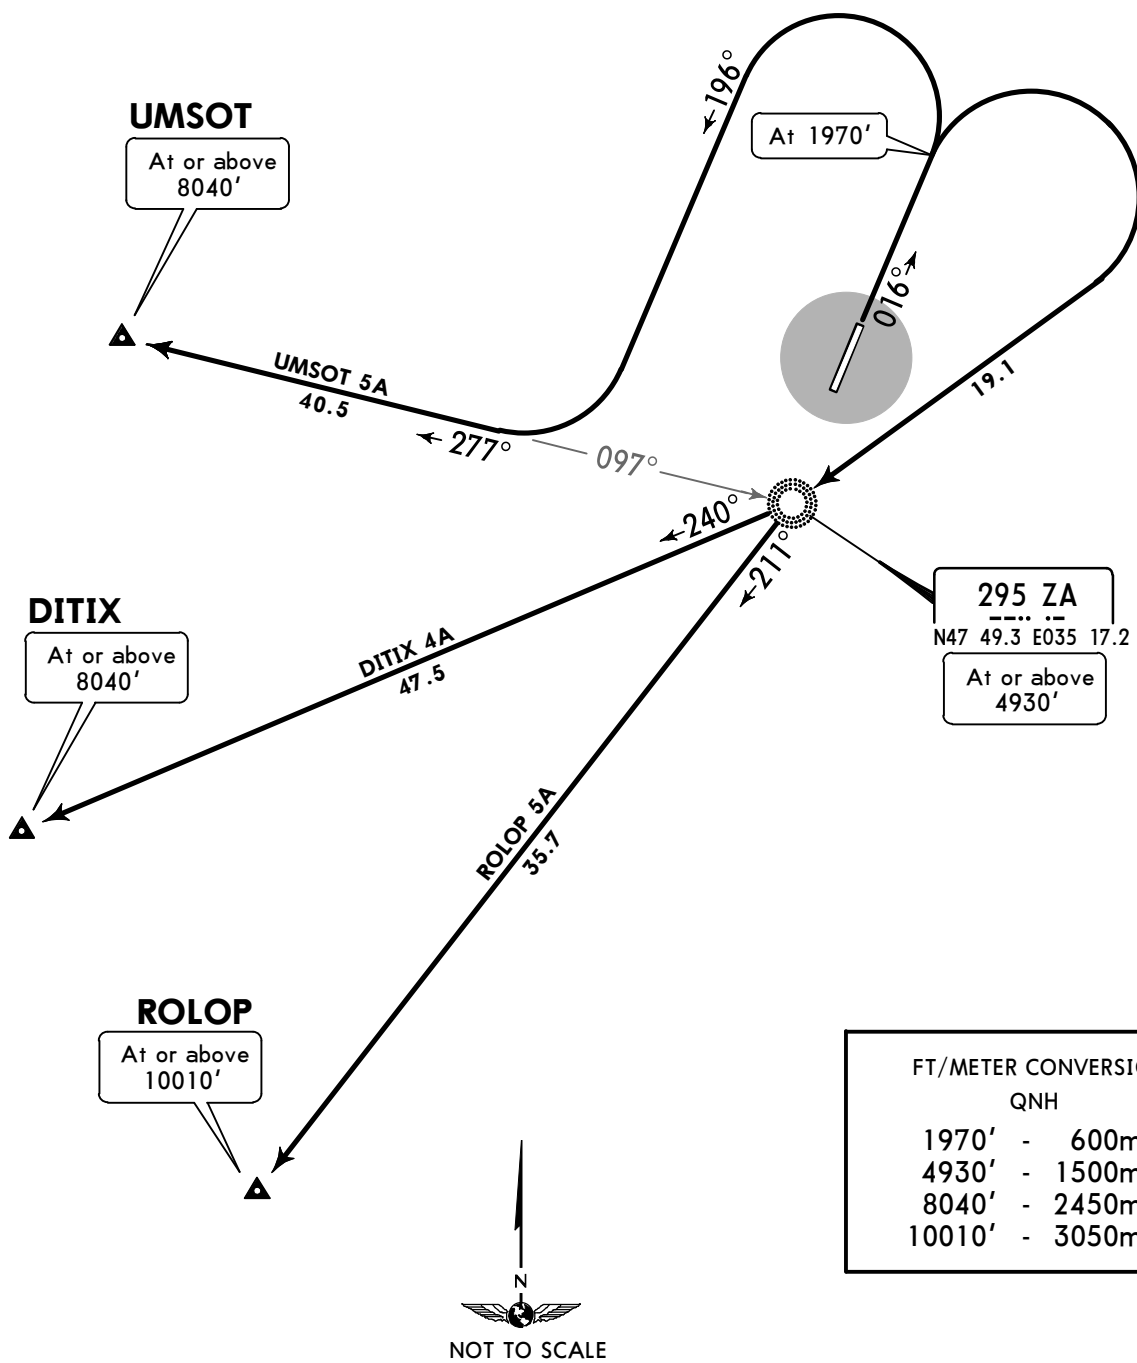 196°
UMSOT
At or above
8040'
At 1970'
016°
UMSOT 5A
40.5
19.1
277°
097°
240°
211°
295 ZA
N47 49.3 E035 17.2
At or above
4930'
DITIX
At or above
8040'
DITIX 4A
47.5
ROLOP 5A
35.7
ROLOP
At or above
10010'
FT/METER CONVERSI
QNH
1970' - 600m
4930' - 1500m
8040' - 2450m
10010' - 3050m
N
NOT TO SCALE